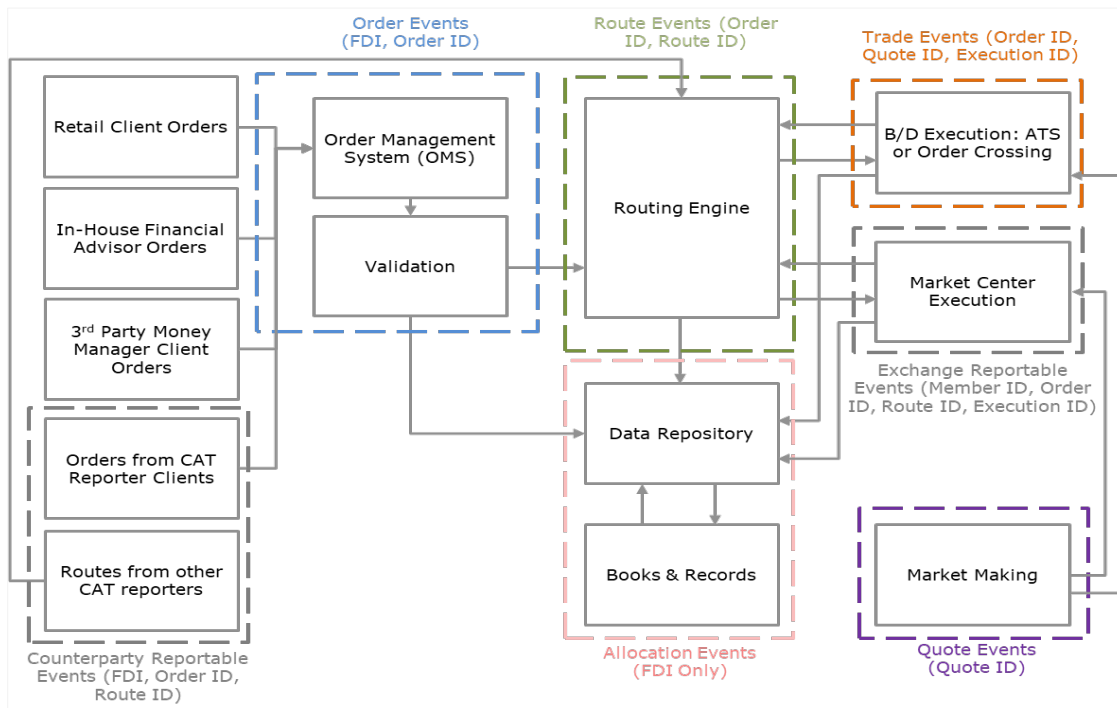 Order Events
(FDI, Order ID)
Route Events (Order
ID, Route ID)
Trade Events (Order ID,
Quote ID, Execution ID)
Retail Client Orders
Order Management
System (OMS)
B/D Execution: ATS
or Order Crossing
Routing Engine
In-House Financial
Advisor Orders
Validation
Market Center
Execution
3rd Party Money
Manager Client
Orders
Exchange Reportable
Events (Member ID, Order
ID, Route ID, Execution ID)
Data Repository
Orders from CAT
Reporter Clients
Routes from other
CAT reporters
Books & Records
Market Making
Counterparty Reportable
Events (FDI, Order ID,
Route ID)
Allocation Events
(FDI Only)
Quote Events
(Quote ID)